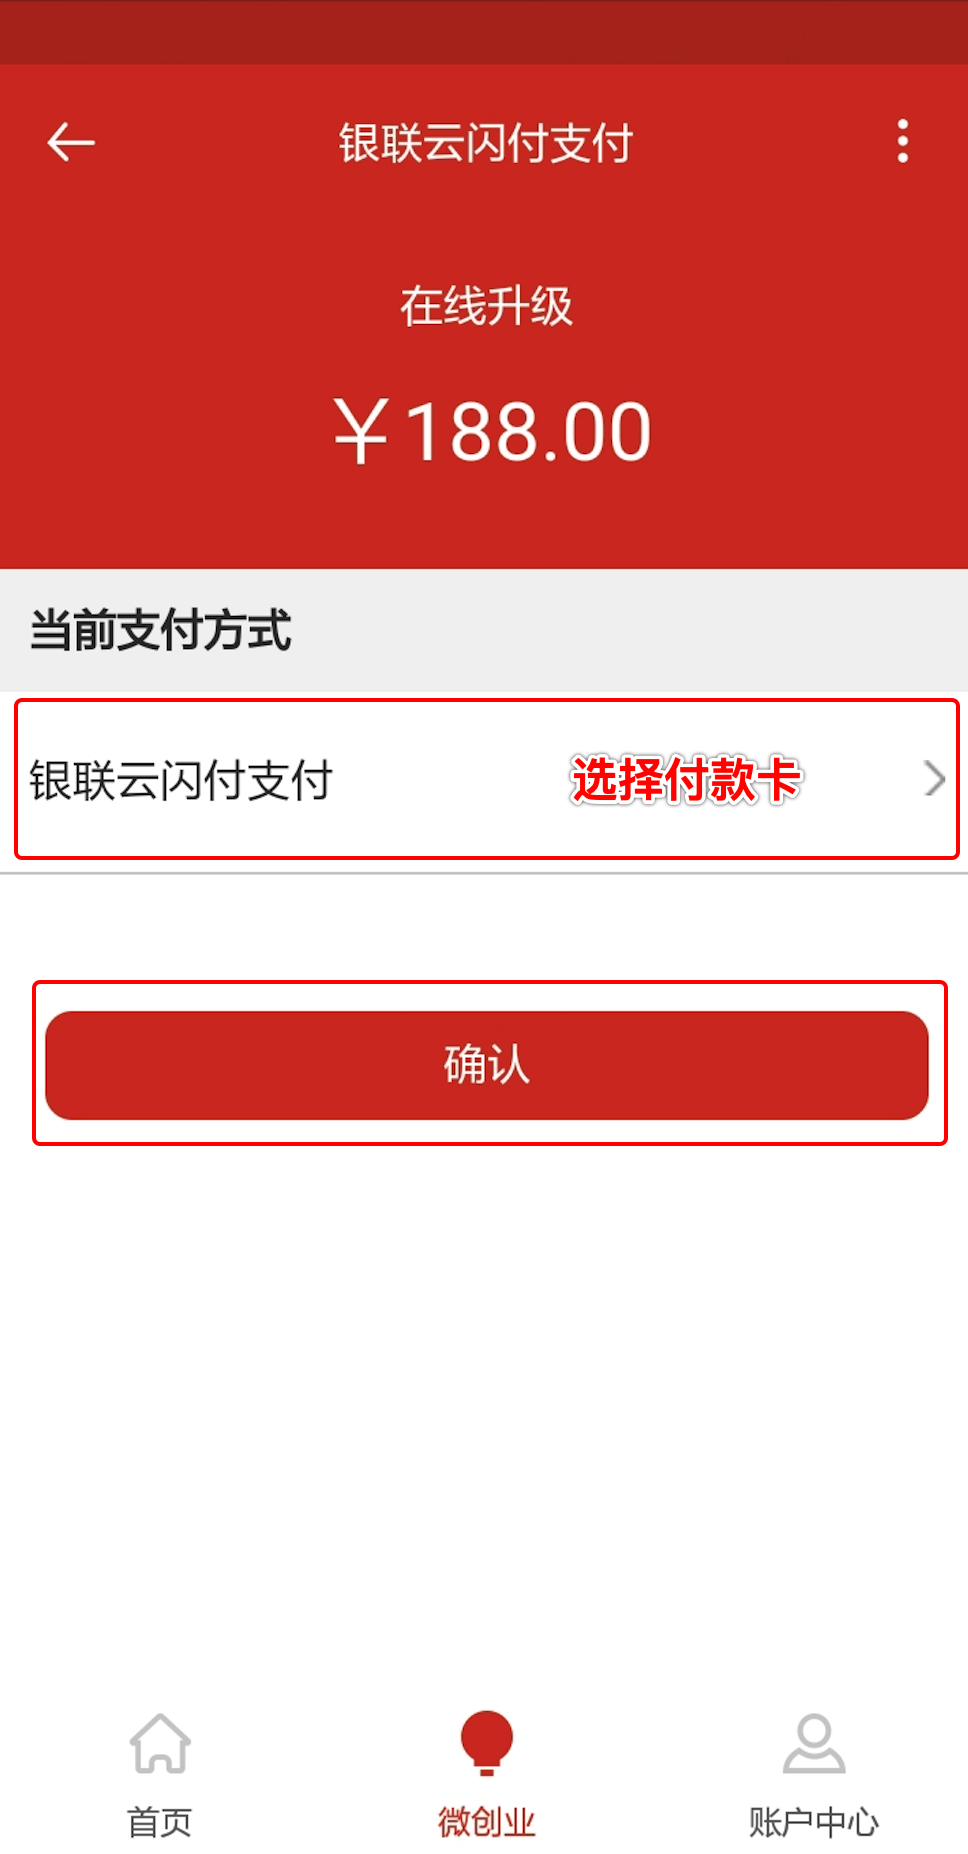 银联云闪付支付
在线升级
￥188.00
当前支付方式
银联云闪付支付 选择付款卡
确认
首页 微创业 账户中心